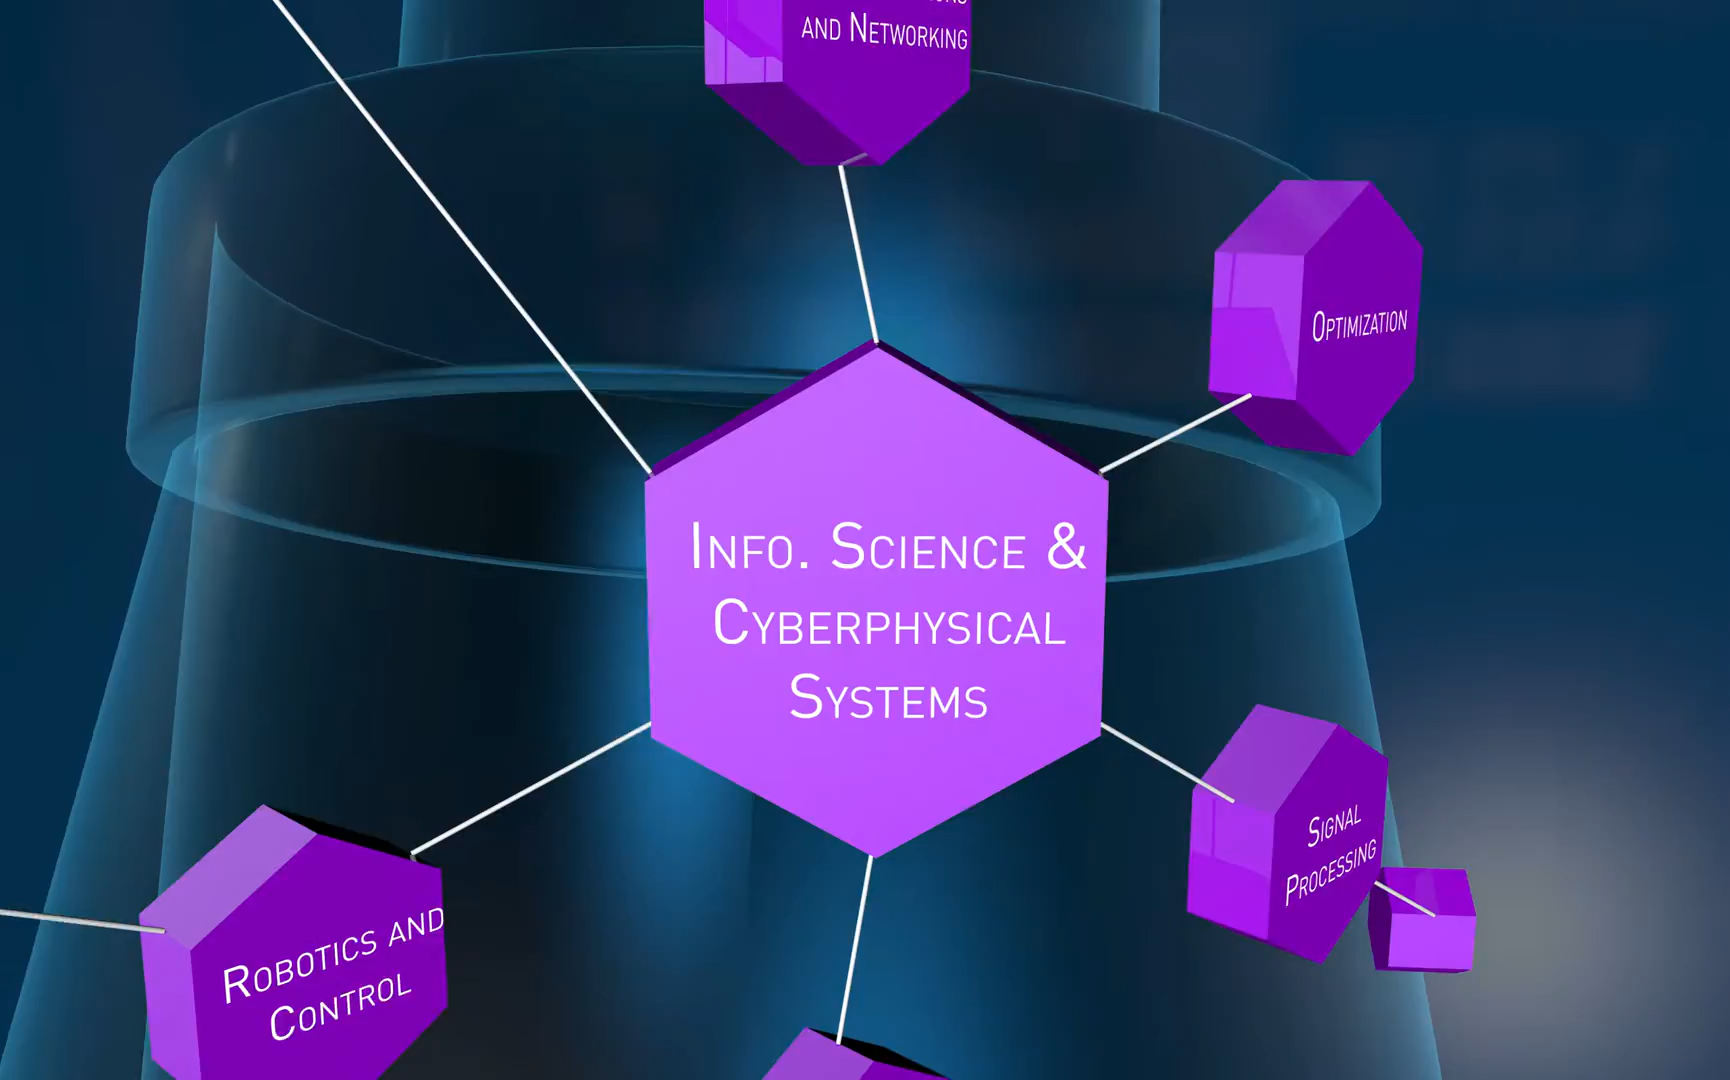 and Networking
Optimization
Info. Science &
Cyberphysical
Systems
Signal
Processing
Robotics and
Control